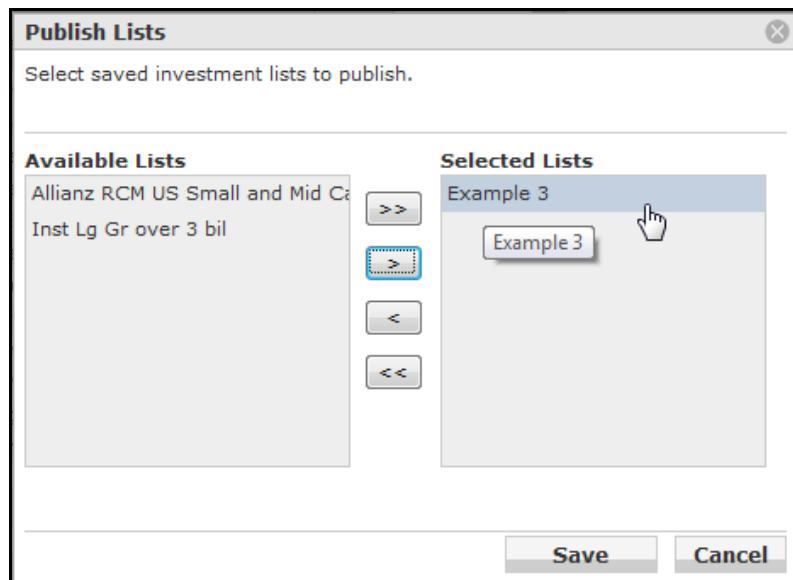 Publish Lists
Select saved investment lists to publish.
Available Lists
Selected Lists
Allianz RCM US Small and Mid Ca
Inst Lg Gr over 3 bil
>>
>
<
<<
Example 3
Example 3
Save
Cancel